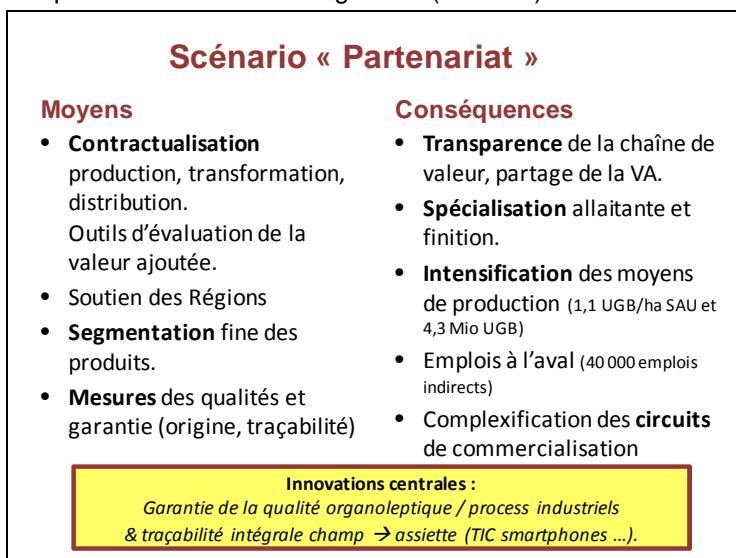 Scénario « Partenariat »
Moyens
• Contractualisation
production, transformation,
distribution.
Outils d’évaluation de la
valeur ajoutée.
• Soutien des Régions
• Segmentation fine des
produits.
• Mesures des qualités et
garantie (origine, traçabilité)
Conséquences
• Transparence de la chaîne de
valeur, partage de la VA.
• Spécialisation allaitante et
finition.
• Intensification des moyens
de production (1,1 UGB/ha SAU et
4,3 Mio UGB)
• Emplois à l’aval (40 000 emplois
indirects)
• Complexification des circuits
de commercialisation
Innovations centrales :
Garantie de la qualité organoleptique / process industriels
& traçabilité intégrale champ → assiette (TIC smartphones …).